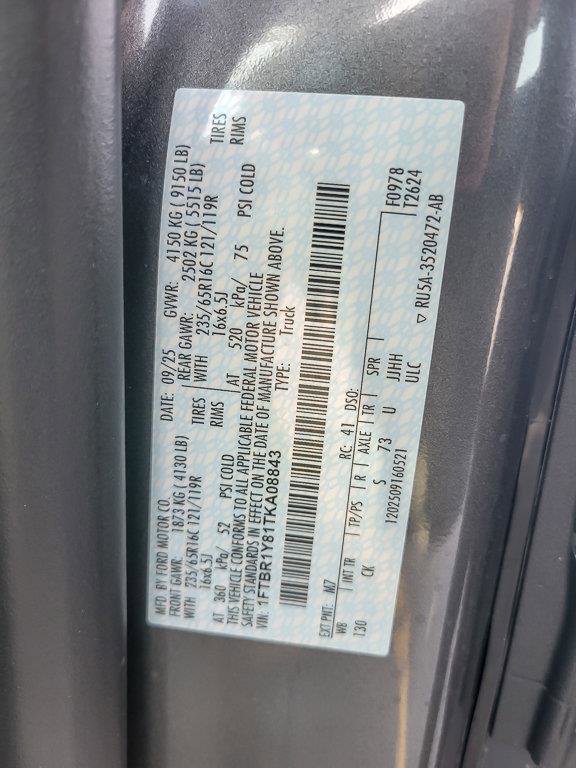 MFD. BY FORD MOTOR CO. DATE: 09/25 GVWR: 4150 KG ( 9150 LB)
FRONT GAWR: 1873 KG ( 4130 LB) REAR GAWR: 2502 KG ( 5515 LB)
WITH 235/65R16C 121/119R TIRES WITH 235/65R16C 121/119R TIRES
16x6.5J RIMS 16x6.5J RIMS
AT 360 kPa/ 52 PSI COLD AT 520 kPa/ 75 PSI COLD
THIS VEHICLE CONFORMS TO ALL APPLICABLE FEDERAL MOTOR VEHICLE
SAFETY STANDARDS IN EFFECT ON THE DATE OF MANUFACTURE SHOWN ABOVE.
VIN: 1FTBR1Y81TKA08843 TYPE: Truck
EXT PNT: M7 RC: 41 DSO: F0978
WB INT TR TP/PS R AXLE TR SPR T2624
130 CK S 73 U JJHH
1202509160521 ULC ▽ RU5A-3520472-AB